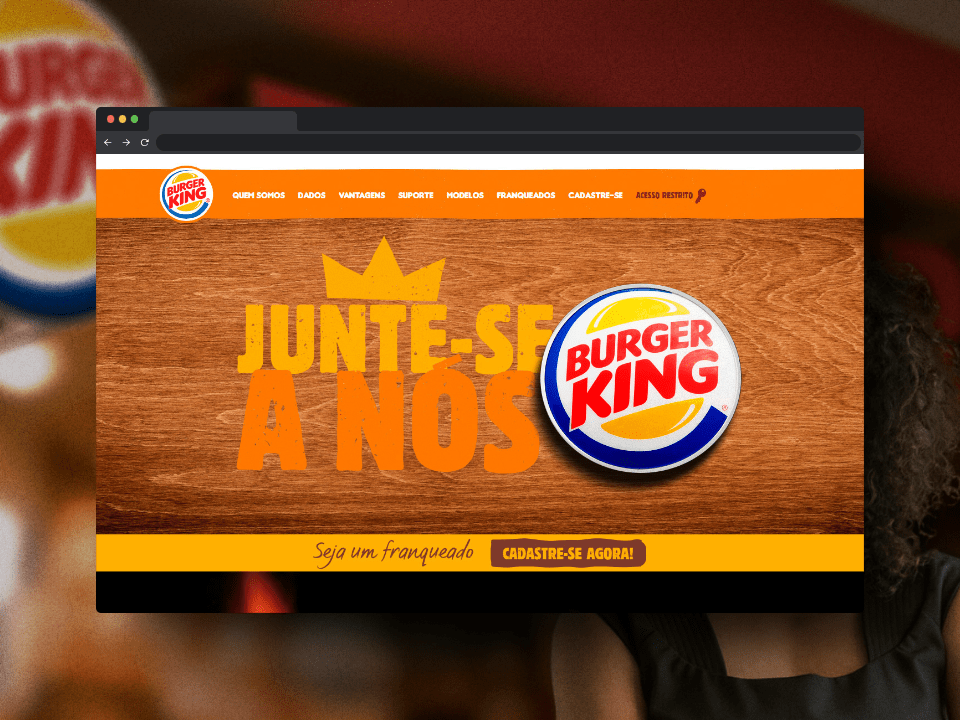 BURGER
KING
BURGER
KING
QUEM SOMOS DADOS VANTAGENS SUPORTE MODELOS FRANQUEADOS CADASTRE-SE ACESSO RESTRITO
JUNTE-SE
A NÓS
BURGER
KING
®
Seja um franqueado CADASTRE-SE AGORA!